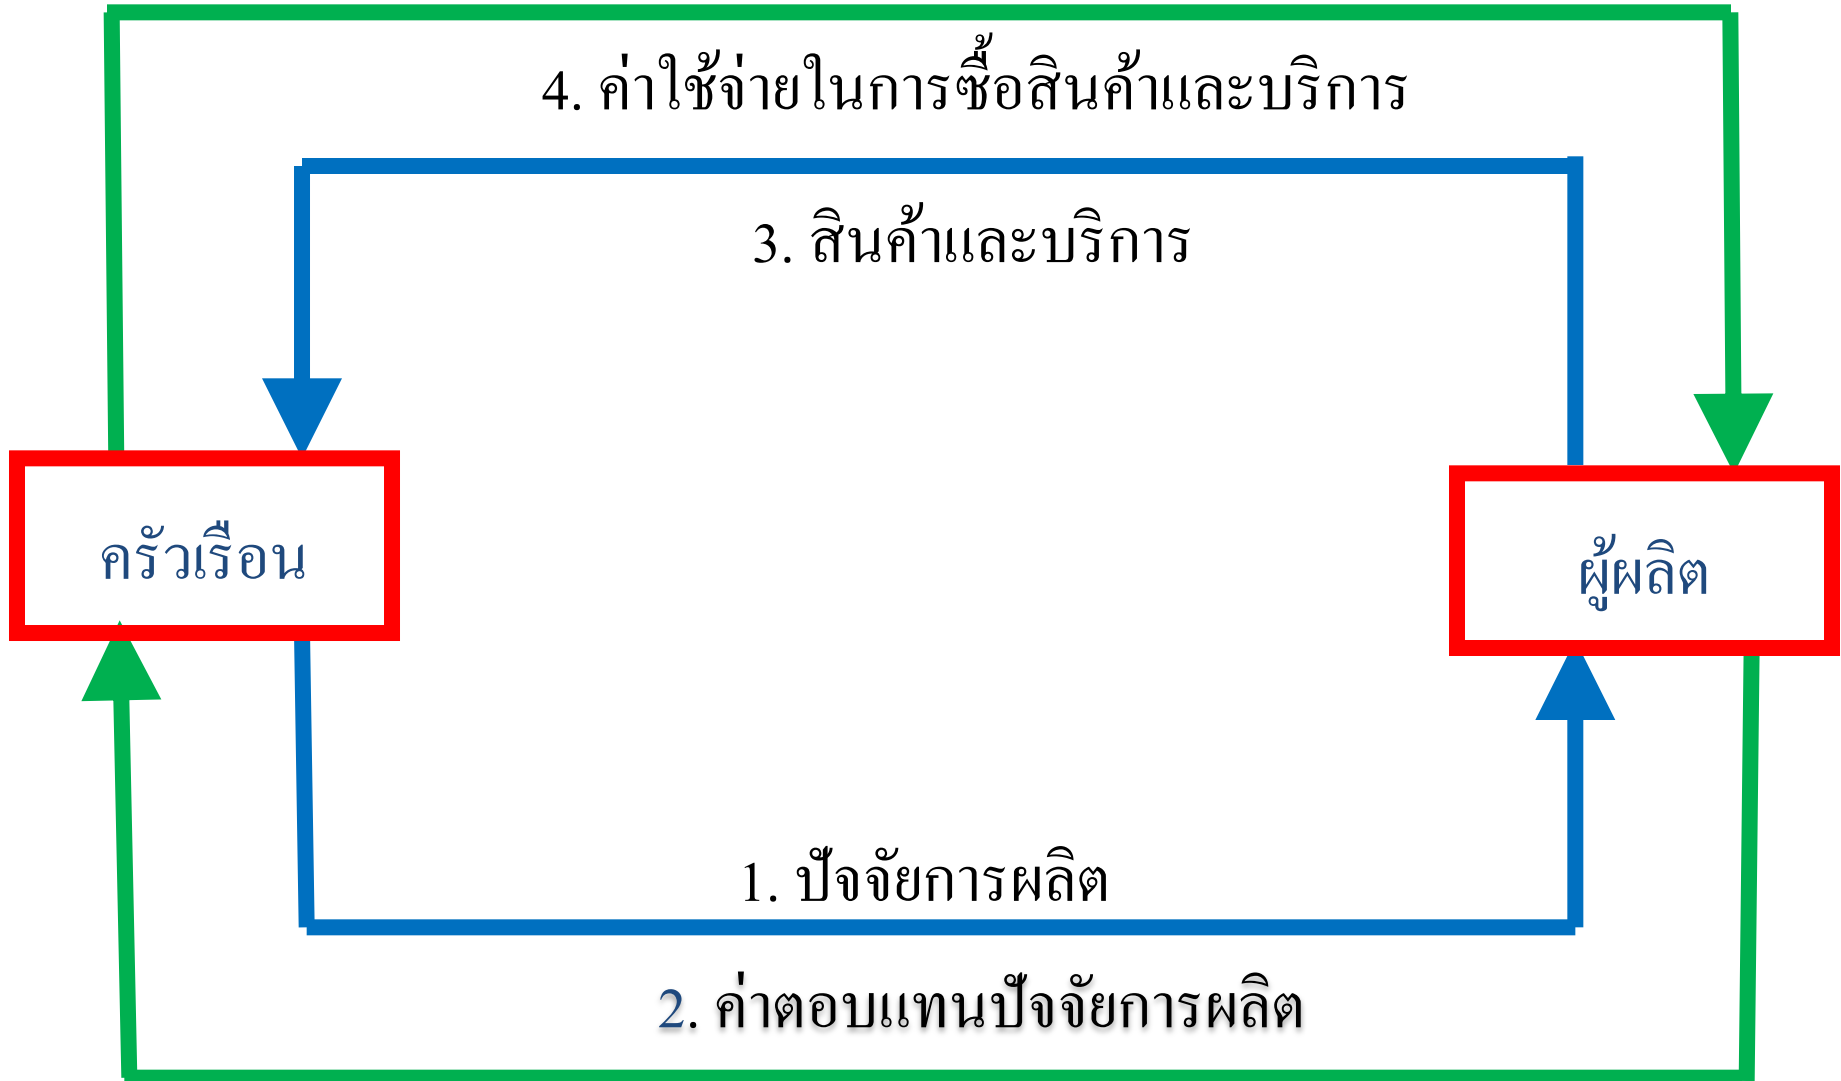 4. ค่าใช้จ่ายในการซื้อสินค้าและบริการ
3. สินค้าและบริการ
ครัวเรือน
ผู้ผลิต
1. ปัจจัยการผลิต
2. ค่าตอบแทนปัจจัยการผลิต